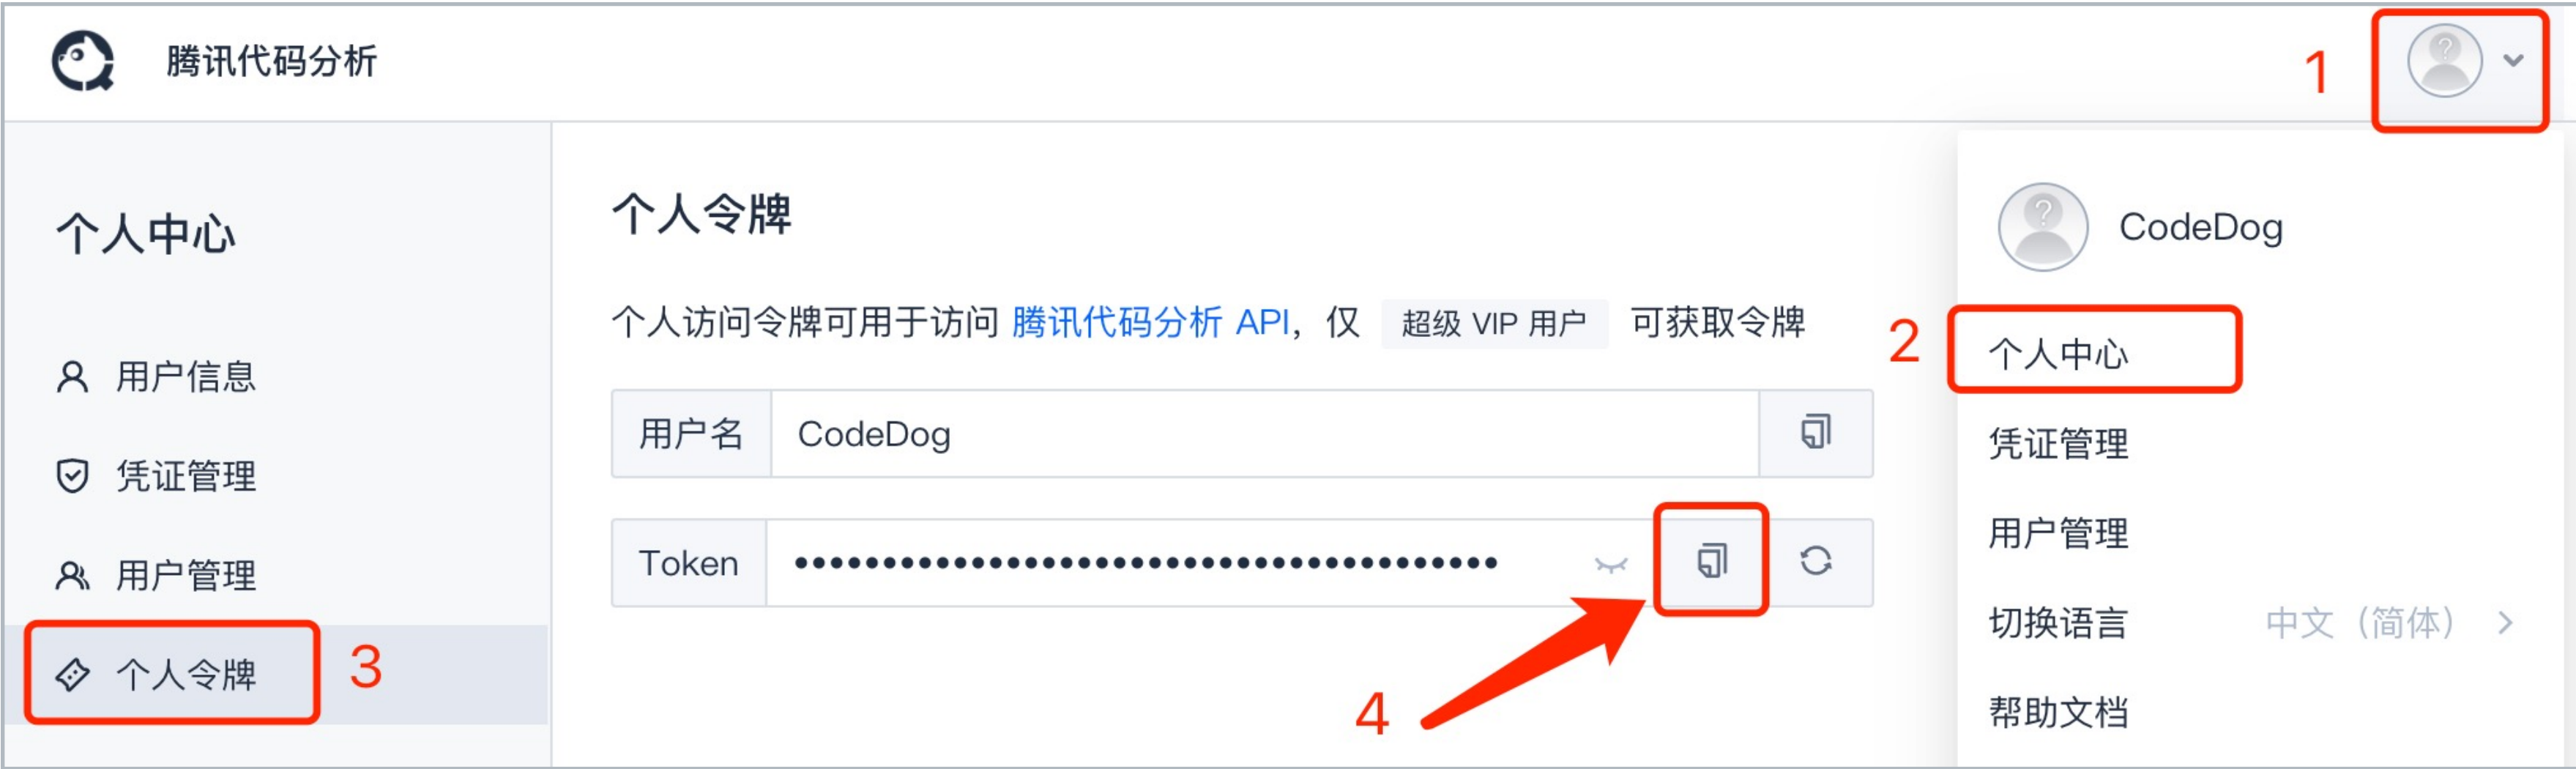 腾讯代码分析
1
个人中心
用户信息
凭证管理
用户管理
个人令牌
3
个人令牌
个人访问令牌可用于访问 腾讯代码分析 API，仅 超级 VIP 用户 可获取令牌
用户名 CodeDog
Token ••••••••••••••••••••••••••••••••••••••••
4
CodeDog
2
个人中心
凭证管理
用户管理
切换语言 中文（简体）
帮助文档